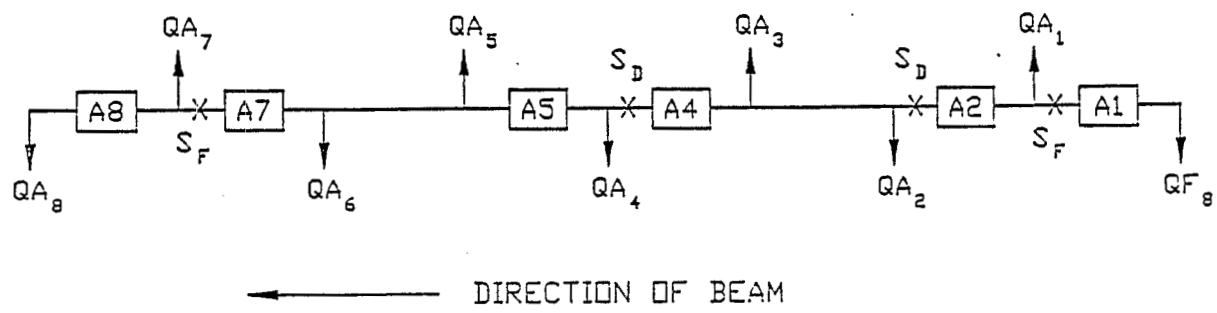 QA7 QA5 QA3 QA1
SD SD
A8 A7 A5 A4 A2 A1
SF SF
QA8 QA6 QA4 QA2 QF8
DIRECTION OF BEAM